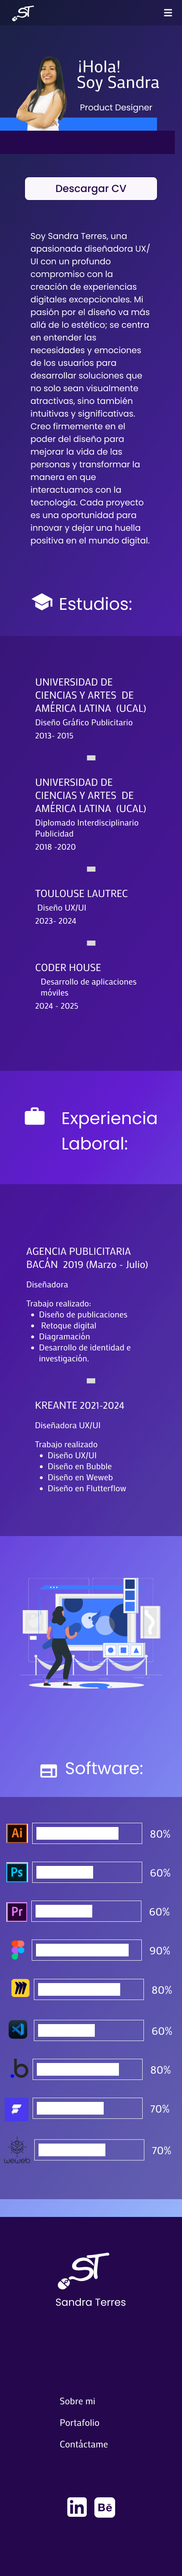 ST
¡Hola!
Soy Sandra
Product Designer
Descargar CV
Soy Sandra Terres, una
apasionada diseñadora UX/
UI con un profundo
compromiso con la
creación de experiencias
digitales excepcionales. Mi
pasión por el diseño va más
allá de lo estético; se centra
en entender las
necesidades y emociones
de los usuarios para
desarrollar soluciones que
no solo sean visualmente
atractivas, sino también
intuitivas y significativas.
Creo firmemente en el
poder del diseño para
mejorar la vida de las
personas y transformar la
manera en que
interactuamos con la
tecnología. Cada proyecto
es una oportunidad para
innovar y dejar una huella
positiva en el mundo digital.
Estudios:
UNIVERSIDAD DE
CIENCIAS Y ARTES DE
AMÉRICA LATINA (UCAL)
Diseño Gráfico Publicitario
2013- 2015
UNIVERSIDAD DE
CIENCIAS Y ARTES DE
AMÉRICA LATINA (UCAL)
Diplomado Interdisciplinario
Publicidad
2018 -2020
TOULOUSE LAUTREC
Diseño UX/UI
2023- 2024
CODER HOUSE
Desarrollo de aplicaciones
móviles
2024 - 2025
Experiencia
Laboral:
AGENCIA PUBLICITARIA
BACÁN 2019 (Marzo - Julio)
Diseñadora
Trabajo realizado:
• Diseño de publicaciones
• Retoque digital
• Diagramación
• Desarrollo de identidad e
investigación.
KREANTE 2021-2024
Diseñadora UX/UI
Trabajo realizado
• Diseño UX/UI
• Diseño en Bubble
• Diseño en Weweb
• Diseño en Flutterflow
Software:
Ai 80%
Ps 60%
Pr 60%
90%
80%
60%
b 80%
70%
weweb 70%
ST
Sandra Terres
Sobre mi
Portafolio
Contáctame
in Bē